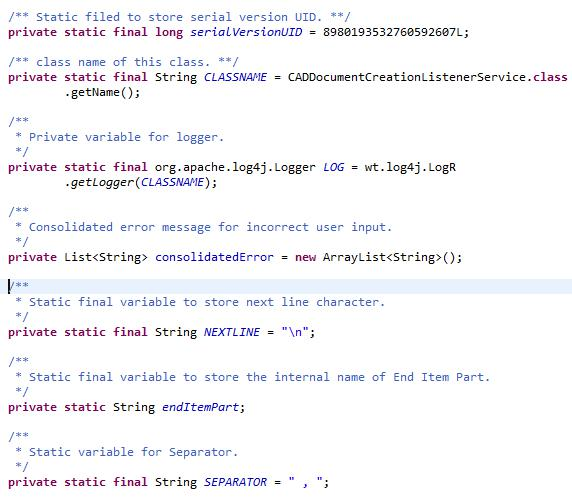 /** Static filed to store serial version UID. **/
private static final long serialVersionUID = 8980193532760592607L;
/** class name of this class. **/
private static final String CLASSNAME = CADDocumentCreationListenerService.class
.getName();
/**
* Private variable for logger.
*/
private static final org.apache.log4j.Logger LOG = wt.log4j.LogR
.getLogger(CLASSNAME);
/**
* Consolidated error message for incorrect user input.
*/
private List<String> consolidatedError = new ArrayList<String>();
/**
* Static final variable to store next line character.
*/
private static final String NEXTLINE = "\n";
/**
* Static final variable to store the internal name of End Item Part.
*/
private static String endItemPart;
/**
* Static variable for Separator.
*/
private static final String SEPARATOR = " , ";